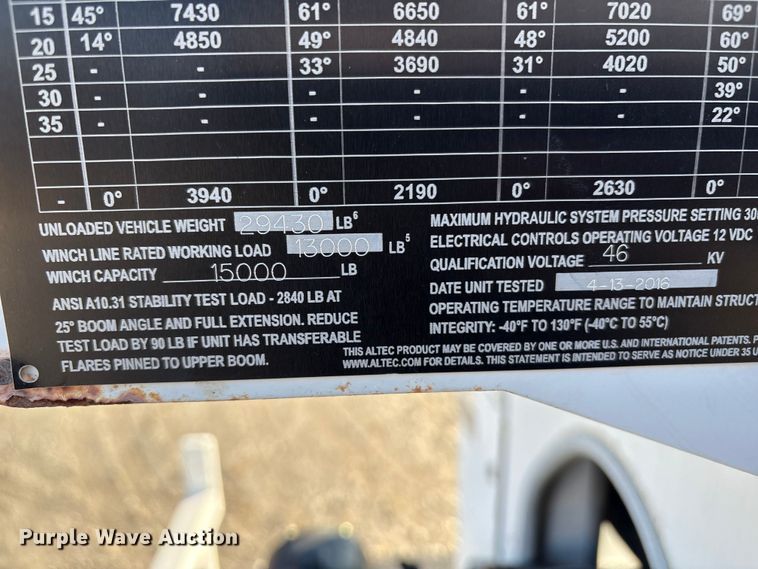 15 45° 7430 61° 6650 61° 7020 69°
20 14° 4850 49° 4840 48° 5200 60°
25 - - 33° 3690 31° 4020 50°
30 - - - - - - 39°
35 - - - - - - 22°
- 0° 3940 0° 2190 0° 2630 0°
UNLOADED VEHICLE WEIGHT 29430 LB⁶
WINCH LINE RATED WORKING LOAD 13000 LB⁵
WINCH CAPACITY 15000 LB
ANSI A10.31 STABILITY TEST LOAD - 2840 LB AT
25° BOOM ANGLE AND FULL EXTENSION. REDUCE
TEST LOAD BY 90 LB IF UNIT HAS TRANSFERABLE
FLARES PINNED TO UPPER BOOM.
MAXIMUM HYDRAULIC SYSTEM PRESSURE SETTING 30
ELECTRICAL CONTROLS OPERATING VOLTAGE 12 VDC
QUALIFICATION VOLTAGE 46 KV
DATE UNIT TESTED 4-13-2016
OPERATING TEMPERATURE RANGE TO MAINTAIN STRUCT
INTEGRITY: -40°F TO 130°F (-40°C TO 55°C)
THIS ALTEC PRODUCT MAY BE COVERED BY ONE OR MORE U.S. AND INTERNATIONAL PATENTS. P
WWW.ALTEC.COM FOR DETAILS. THIS STATEMENT IS INTENDED TO SERVE AS NOTICE UNDER 35 U
Purple Wave Auction